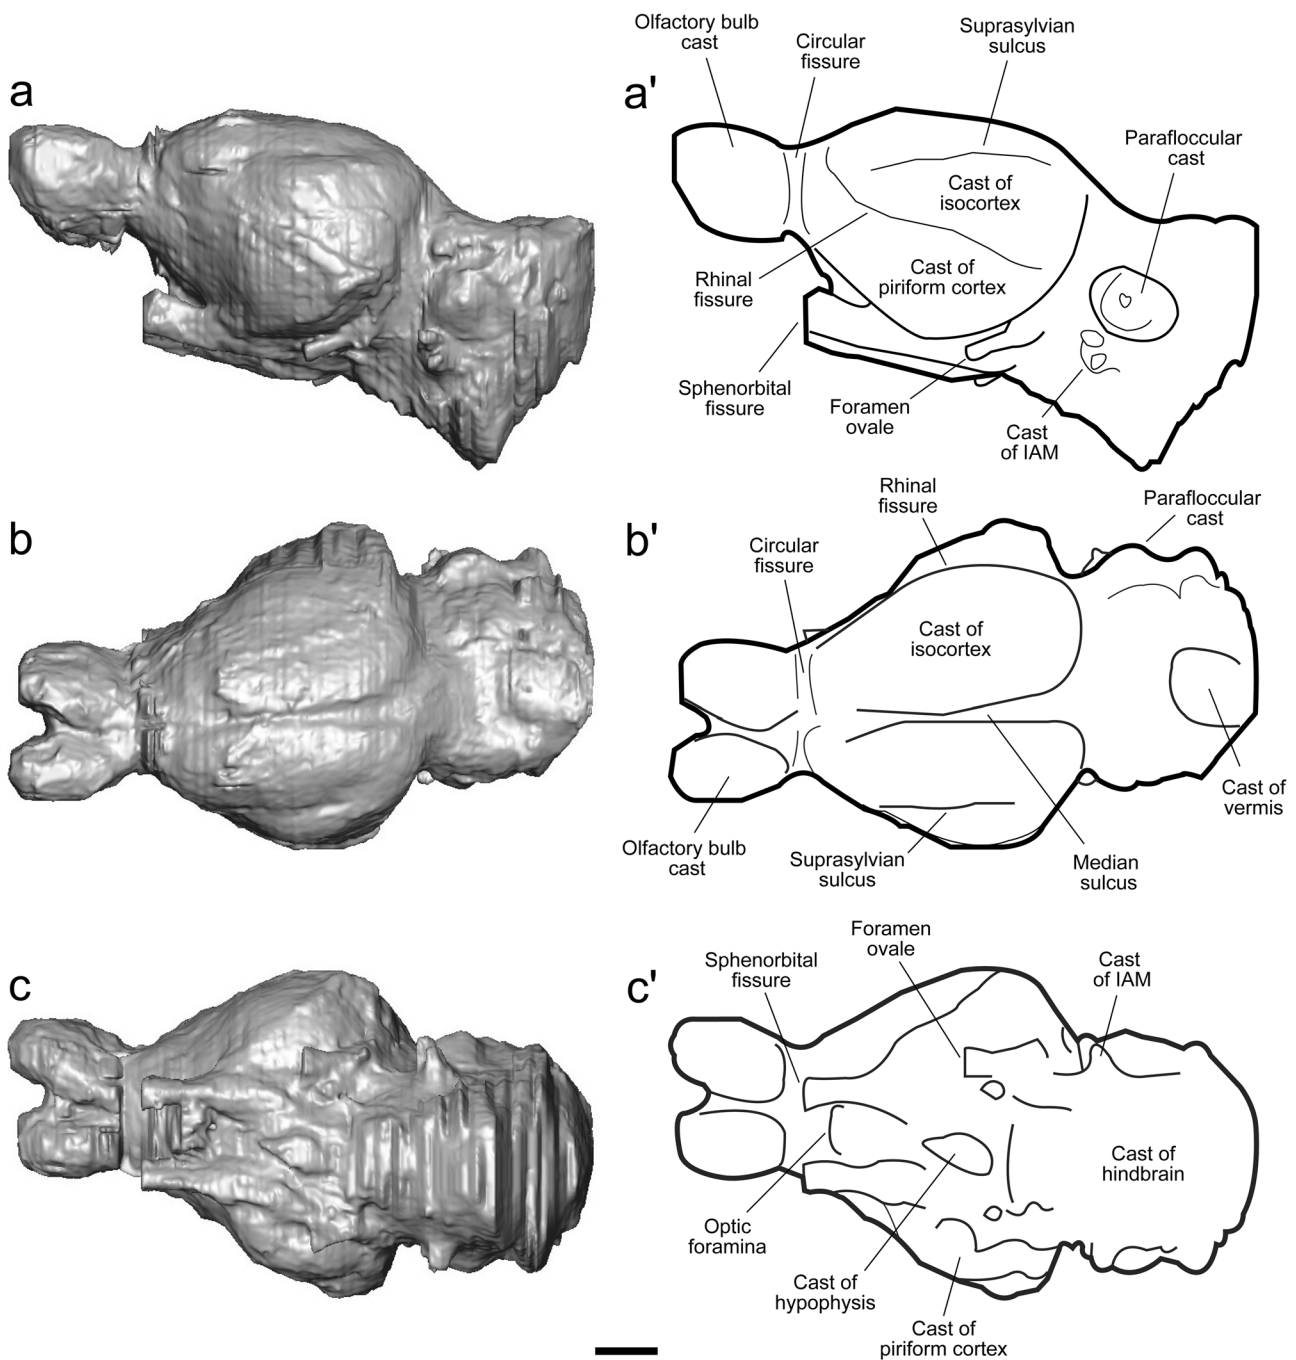 a
a'
Olfactory bulb
cast
Circular
fissure
Suprasylvian
sulcus
Parafloccular
cast
Cast of
isocortex
Rhinal
fissure
Cast of
piriform cortex
Sphenorbital
fissure
Foramen
ovale
Cast
of IAM
b
b'
Rhinal
fissure
Parafloccular
cast
Circular
fissure
Cast of
isocortex
Cast of
vermis
Olfactory bulb
cast
Suprasylvian
sulcus
Median
sulcus
c
c'
Foramen
ovale
Sphenorbital
fissure
Cast
of IAM
Cast of
hindbrain
Optic
foramina
Cast of
hypophysis
Cast of
piriform cortex